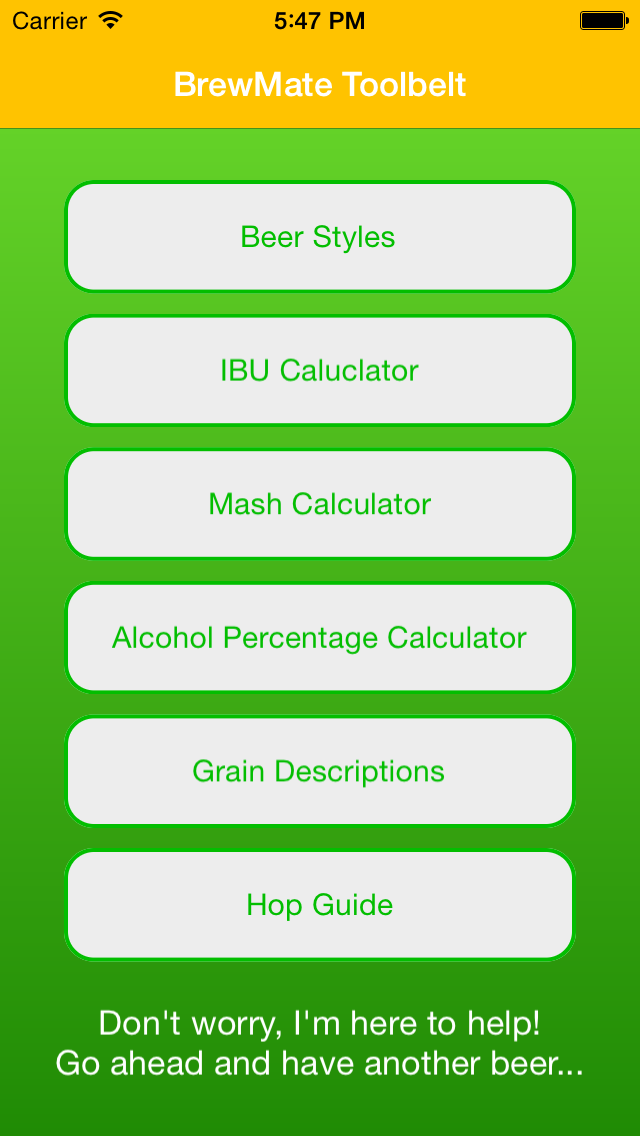 Carrier 5:47 PM
BrewMate Toolbelt
Beer Styles
IBU Caluclator
Mash Calculator
Alcohol Percentage Calculator
Grain Descriptions
Hop Guide
Don't worry, I'm here to help!
Go ahead and have another beer...